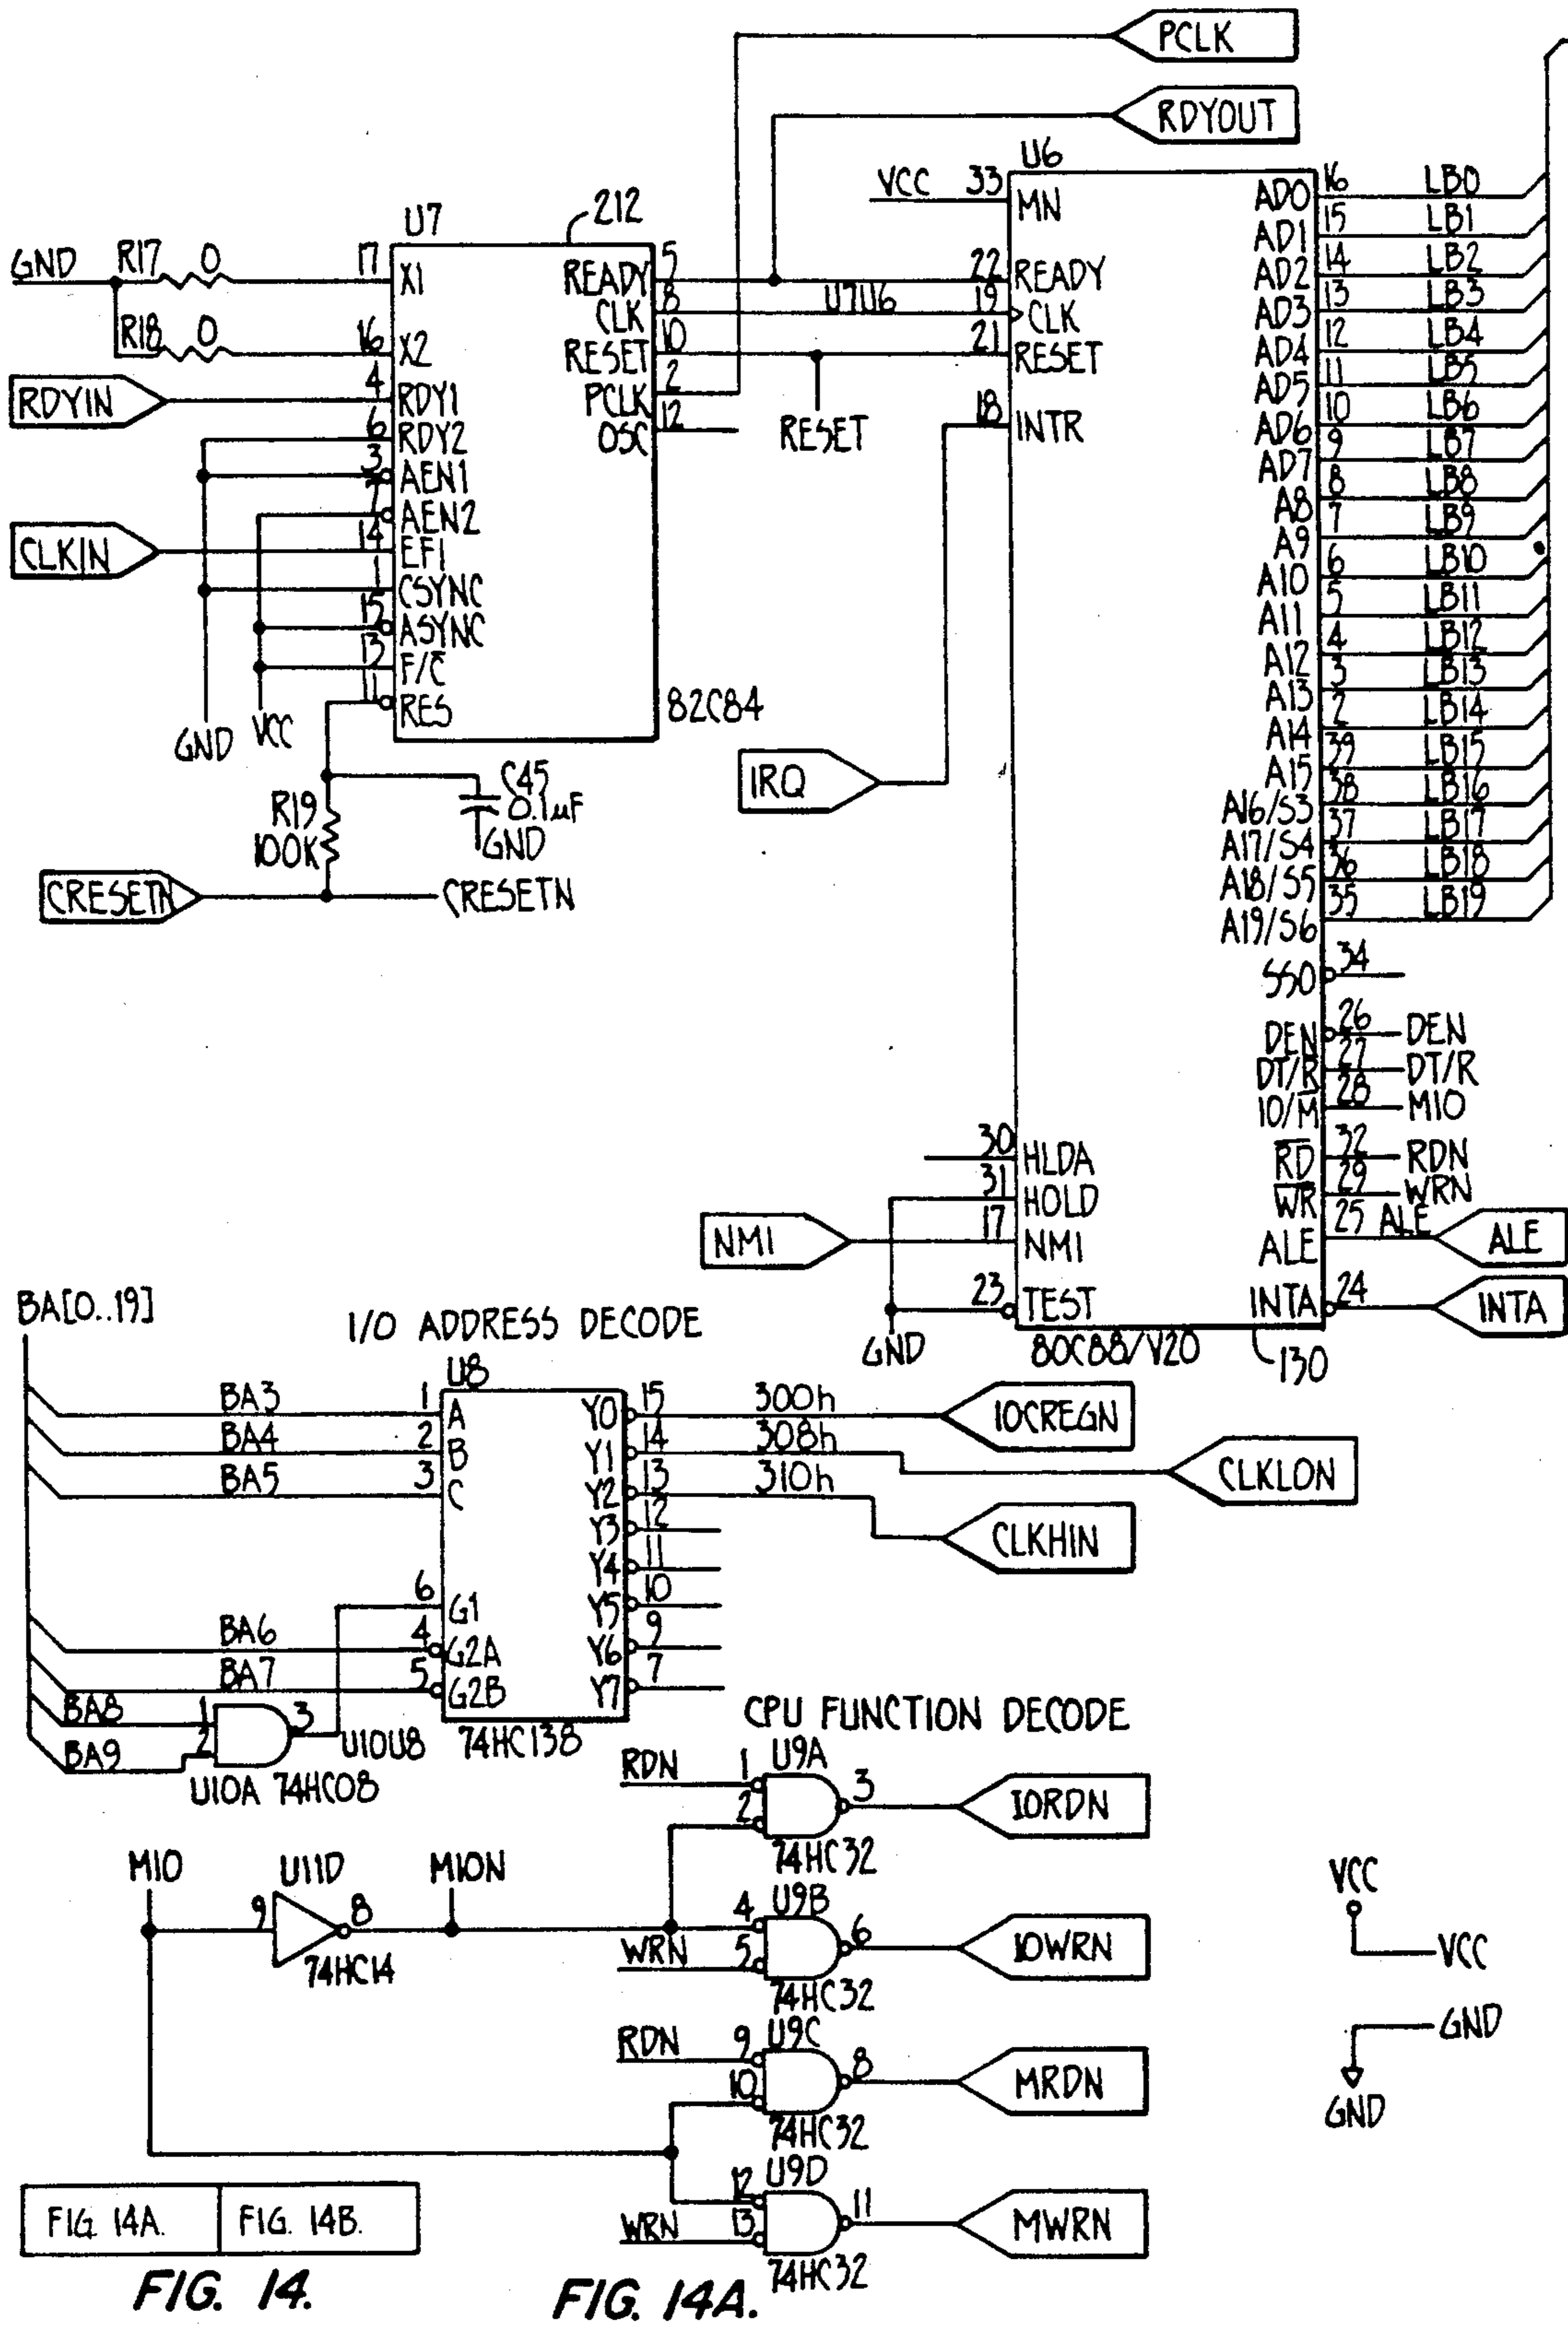 PCLK
RDYOUT
U6
VCC 33 MN
U7
212
GND R17 0 17 X1
R18 0 16 X2
RDYIN 4 RDY1
6 RDY2
3 AEN1
7 AEN2
CLKIN 14 EFI
1 CSYNC
15 ASYNC
13 F/C̅
11 RES
READY 5
CLK 8
RESET 10
PCLK 2
OSC 12
82C84
GND VCC
U7U6
22 READY
19 CLK
21 RESET
RESET
18 INTR
IRQ
C45
0.1uF
GND
R19
100K
CRESETN
CRESETN
AD0 16 LB0
AD1 15 LB1
AD2 14 LB2
AD3 13 LB3
AD4 12 LB4
AD5 11 LB5
AD6 10 LB6
AD7 9 LB7
A8 8 LB8
A9 7 LB9
A10 6 LB10
A11 5 LB11
A12 4 LB12
A13 3 LB13
A14 2 LB14
A15 39 LB15
A16/S3 38 LB16
A17/S4 37 LB17
A18/S5 36 LB18
A19/S6 35 LB19
SSO 34
DEN 26 DEN
DT/R̅ 27 DT/R
IO/M̅ 28 MIO
R̅D̅ 32 RDN
W̅R̅ 29 WRN
ALE 25 ALE ALE
INTA 24 INTA
30 HLDA
31 HOLD
NMI 17 NMI
23 TEST
GND
80C88/V20
130
BA[0..19]
I/O ADDRESS DECODE
U8
BA3 1 A
BA4 2 B
BA5 3 C
6 G1
BA6 4 G2A
BA7 5 G2B
BA8 1
BA9 2
3
U10U8
U10A 74HC08
74HC138
Y0 15 300h IOCREGN
Y1 14 308h CLKLON
Y2 13 310h CLKHIN
Y3 12
Y4 11
Y5 10
Y6 9
Y7 7
CPU FUNCTION DECODE
U9A
RDN 1
2
3 IORDN
74HC32
MIO U11D MION
9 8
74HC14
U9B
4
WRN 5
6 IOWRN
74HC32
U9C
RDN 9
10
8 MRDN
74HC32
U9D
12
WRN 13
11 MWRN
74HC32
VCC
VCC
GND
GND
FIG. 14A. FIG. 14B.
FIG. 14.
FIG. 14A.